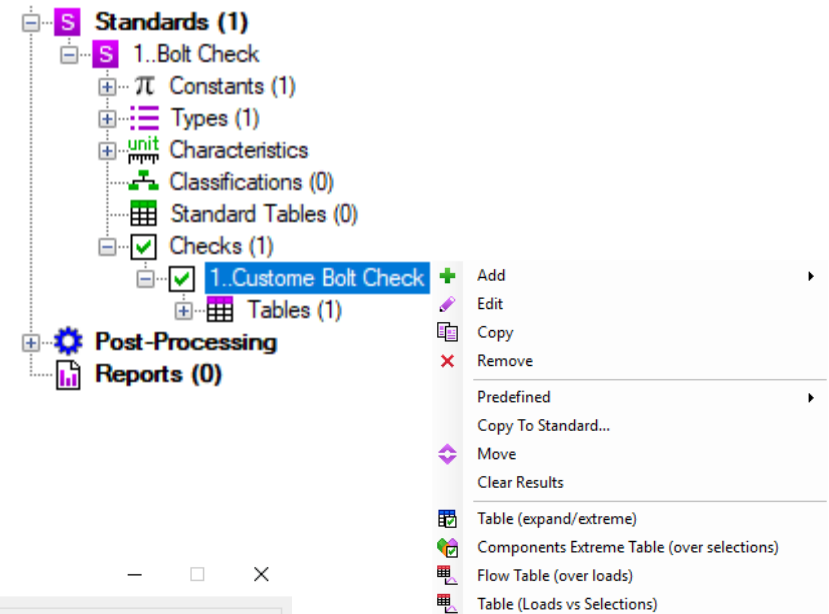 S Standards (1)
S 1..Bolt Check
π Constants (1)
Types (1)
unit Characteristics
Classifications (0)
Standard Tables (0)
Checks (1)
1..Custome Bolt Check
Tables (1)
Post-Processing
Reports (0)
Add
Edit
Copy
Remove
Predefined
Copy To Standard...
Move
Clear Results
Table (expand/extreme)
Components Extreme Table (over selections)
Flow Table (over loads)
Table (Loads vs Selections)